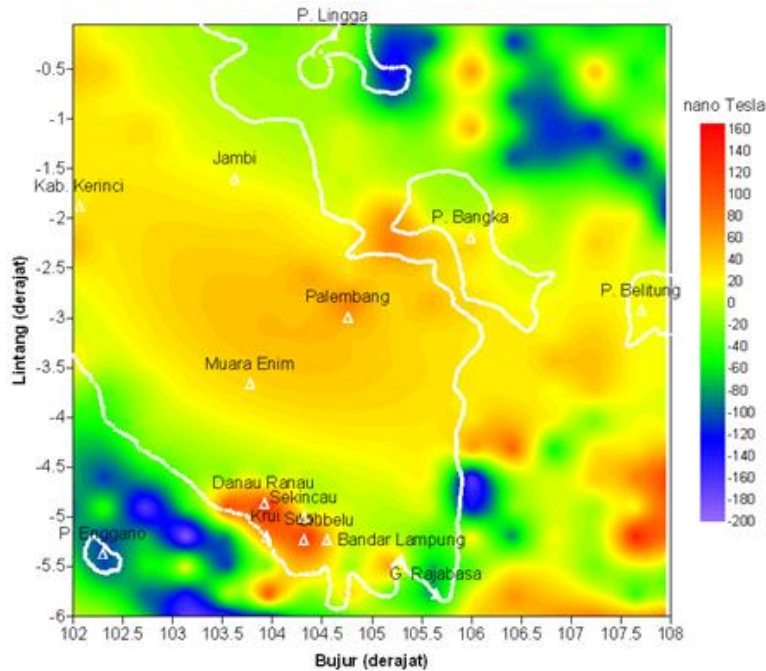 P. Lingga
nano Tesla
-0.5
-1
-1.5
-2
-2.5
-3
-3.5
-4
-4.5
-5
-5.5
-6
Lintang (derajat)
Jambi
Kab. Kerinci
P. Bangka
P. Belitung
Palembang
Muara Enim
Danau Ranau
Sekincau
Krui
Bandar Lampung
P. Enggano
G. Rajabasa
160
140
120
100
80
60
40
20
0
-20
-40
-60
-80
-100
-120
-140
-160
-180
-200
102 102.5 103 103.5 104 104.5 105 105.5 106 106.5 107 107.5 108
Bujur (derajat)